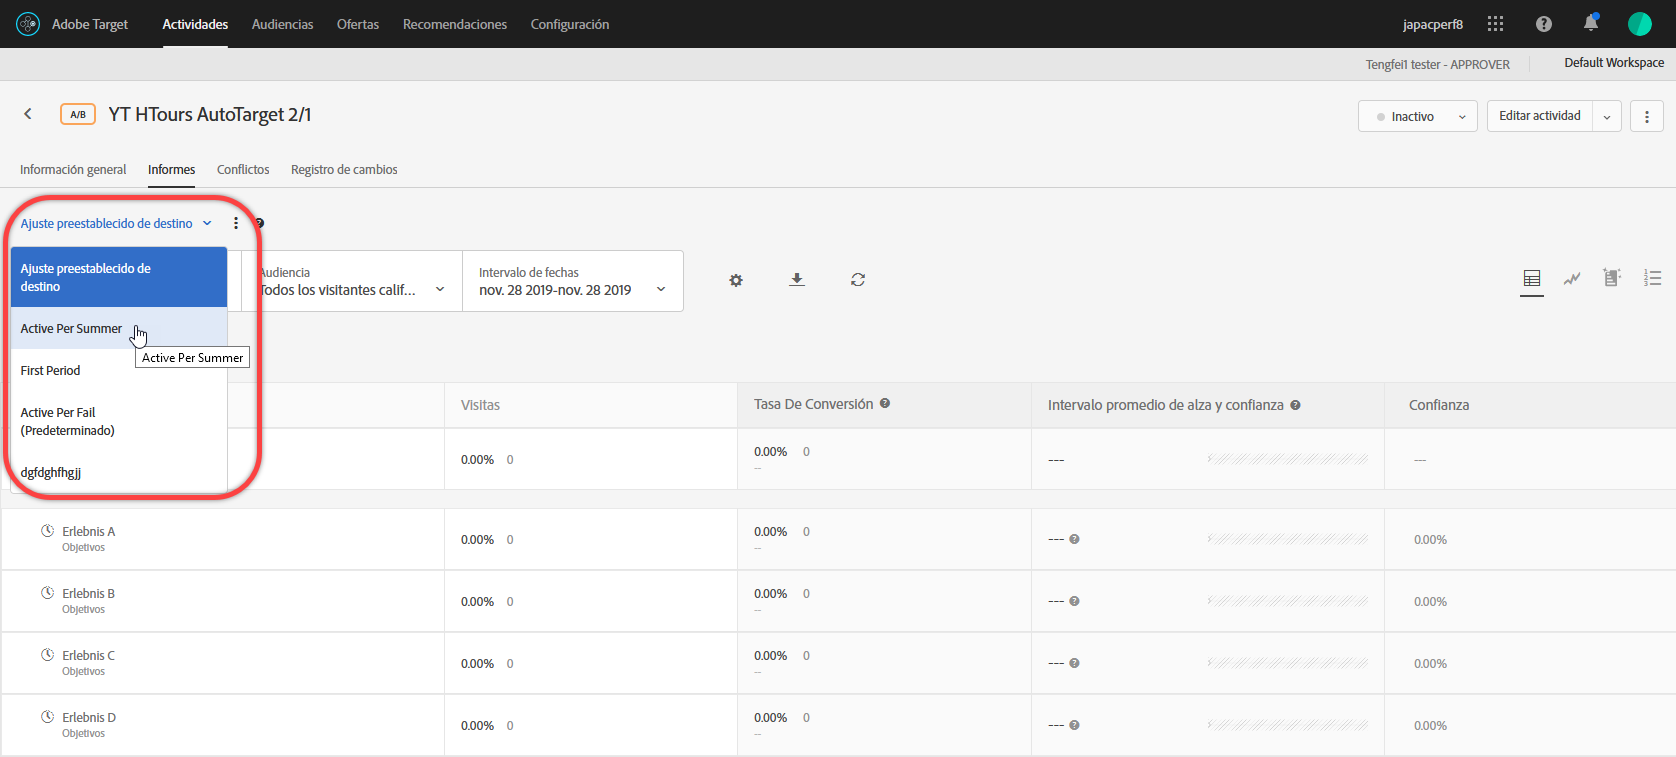 Adobe Target
Actividades
Audiencias
Ofertas
Recomendaciones
Configuración
japacperf8
Tengfei1 tester - APPROVER
Default Workspace
A/B
YT HTours AutoTarget 2/1
Inactivo
Editar actividad
Información general
Informes
Conflictos
Registro de cambios
Ajuste preestablecido de destino
Ajuste preestablecido de
destino
Active Per Summer
Active Per Summer
First Period
Active Per Fail
(Predeterminado)
dgfdghfhgjj
Audiencia
Todos los visitantes calif...
Intervalo de fechas
nov. 28 2019-nov. 28 2019
Visitas
Tasa De Conversión
Intervalo promedio de alza y confianza
Confianza
0.00% 0
0.00% 0
--
---
---
Erlebnis A
Objetivos
0.00% 0
0.00% 0
--
---
0.00%
Erlebnis B
Objetivos
0.00% 0
0.00% 0
--
---
0.00%
Erlebnis C
Objetivos
0.00% 0
0.00% 0
--
---
0.00%
Erlebnis D
Objetivos
0.00% 0
0.00% 0
--
---
0.00%